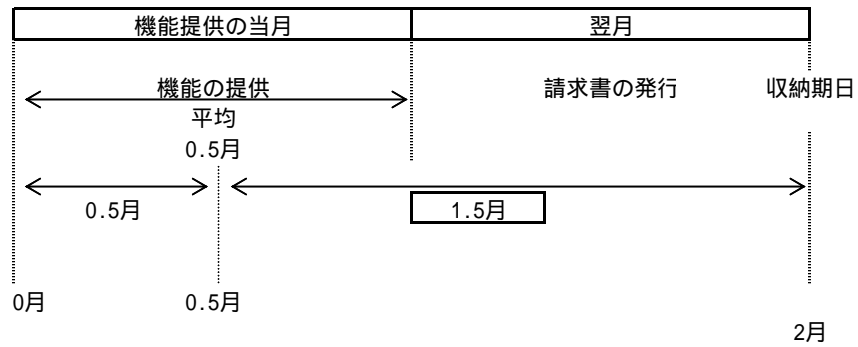 機能提供の当月 翌月
機能の提供 請求書の発行 収納期日
平均
0.5月
0.5月 1.5月
0月 0.5月
2月